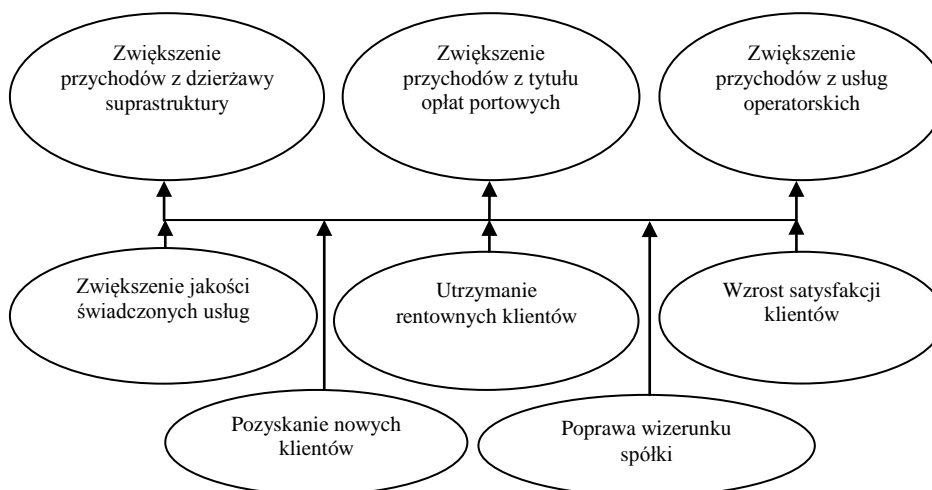 Zwiększenie
przychodów z dzierżawy
suprastruktury
Zwiększenie
przychodów z tytułu
opłat portowych
Zwiększenie
przychodów z usług
operatorskich
Zwiększenie jakości
świadczonych usług
Utrzymanie
rentownych klientów
Wzrost satysfakcji
klientów
Pozyskanie nowych
klientów
Poprawa wizerunku
spółki